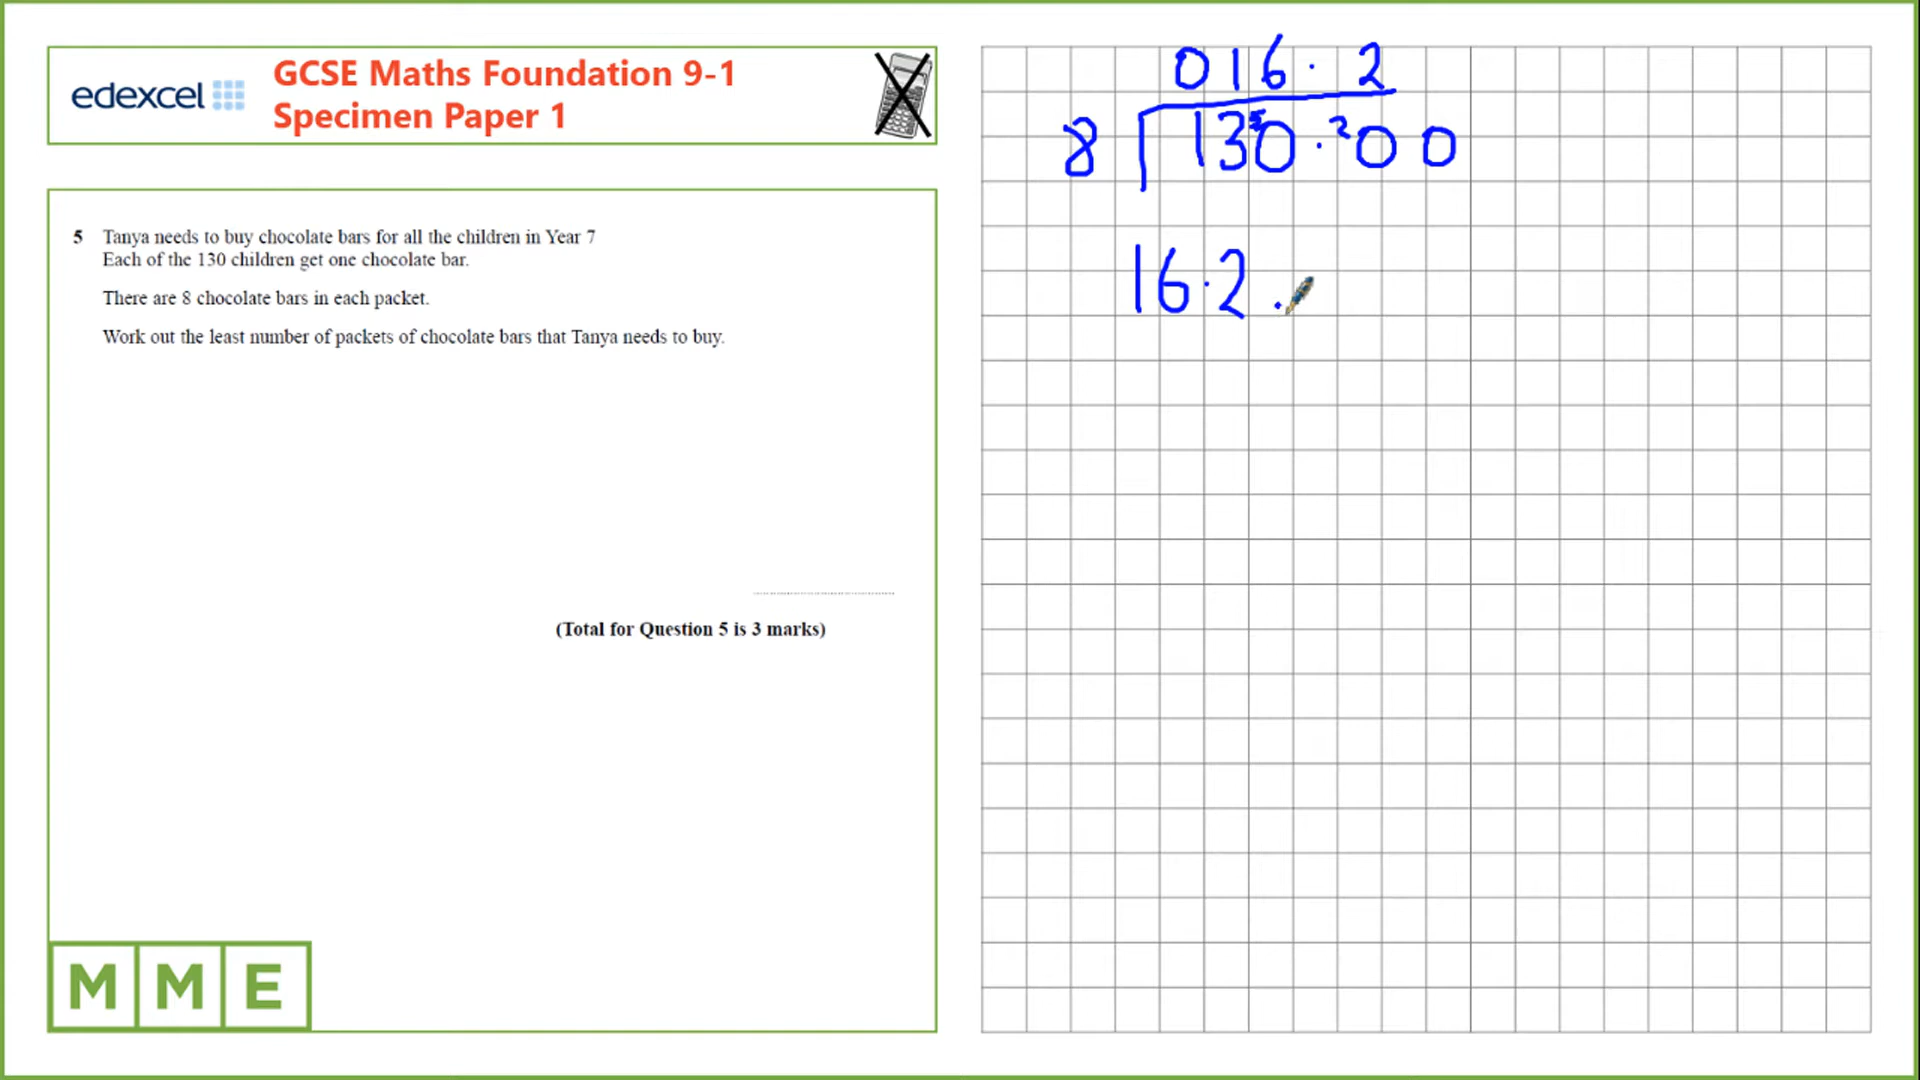 edexcel
GCSE Maths Foundation 9-1
Specimen Paper 1
5 Tanya needs to buy chocolate bars for all the children in Year 7
Each of the 130 children get one chocolate bar.
There are 8 chocolate bars in each packet.
Work out the least number of packets of chocolate bars that Tanya needs to buy.
(Total for Question 5 is 3 marks)
MME
016.2
8 13⁵0.²00
16.2.